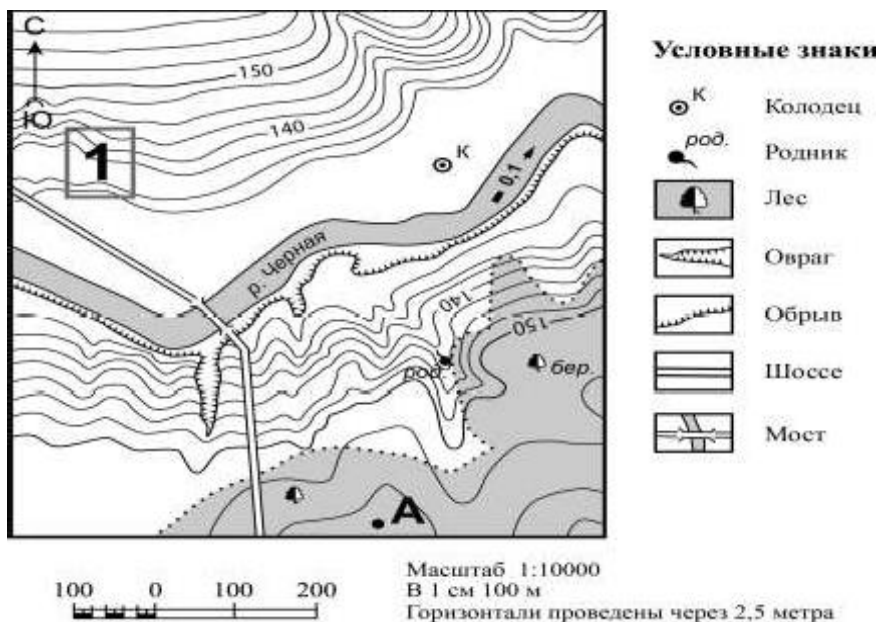 С
Ю
150
140
1
К
0,1
р. Черная
140
150
род.
бер.
А
Условные знаки
К
Колодец
род.
Родник
Лес
Овраг
Обрыв
Шоссе
Мост
100 0 100 200
Масштаб 1:10000
В 1 см 100 м
Горизонтали проведены через 2,5 метра